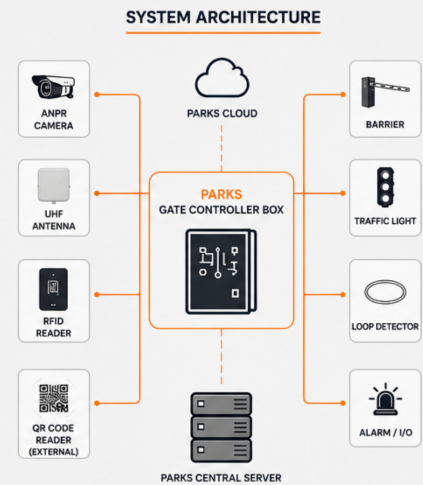 SYSTEM ARCHITECTURE
ANPR
CAMERA
UHF
ANTENNA
RFID
READER
QR CODE
READER
(EXTERNAL)
PARKS CLOUD
PARKS
GATE CONTROLLER BOX
PARKS CENTRAL SERVER
BARRIER
TRAFFIC LIGHT
LOOP DETECTOR
ALARM / I/O